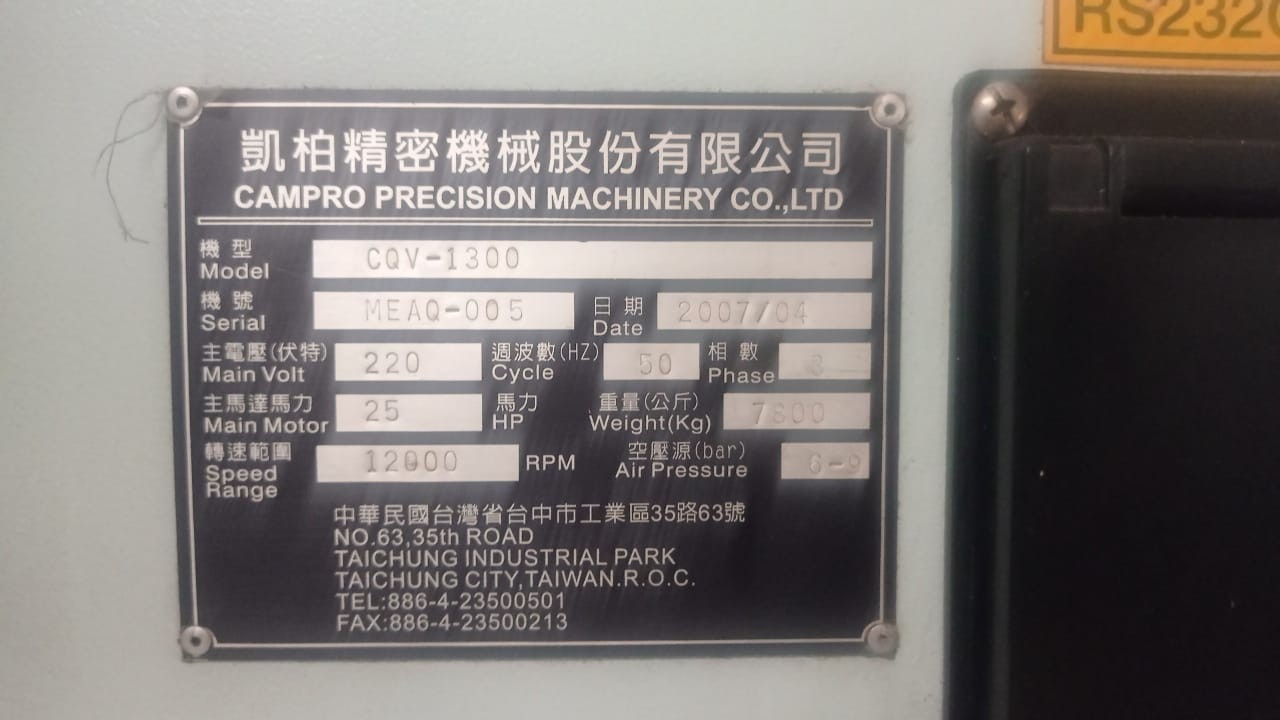 RS232
凱柏精密機械股份有限公司
CAMPRO PRECISION MACHINERY CO.,LTD
機型 CQV-1300
Model
機號 MEAQ-005 日期 2007/04
Serial Date
主電壓(伏特) 220 週波數(HZ) 50 相數
Main Volt Cycle Phase
主馬達馬力 25 馬力 重量(公斤) 7800
Main Motor HP Weight(Kg)
轉速範圍 12000 RPM 空壓源(bar) 6-9
Speed Air Pressure
Range
中華民國台灣省台中市工業區35路63號
NO.63,35th ROAD
TAICHUNG INDUSTRIAL PARK
TAICHUNG CITY,TAIWAN.R.O.C.
TEL:886-4-23500501
FAX:886-4-23500213